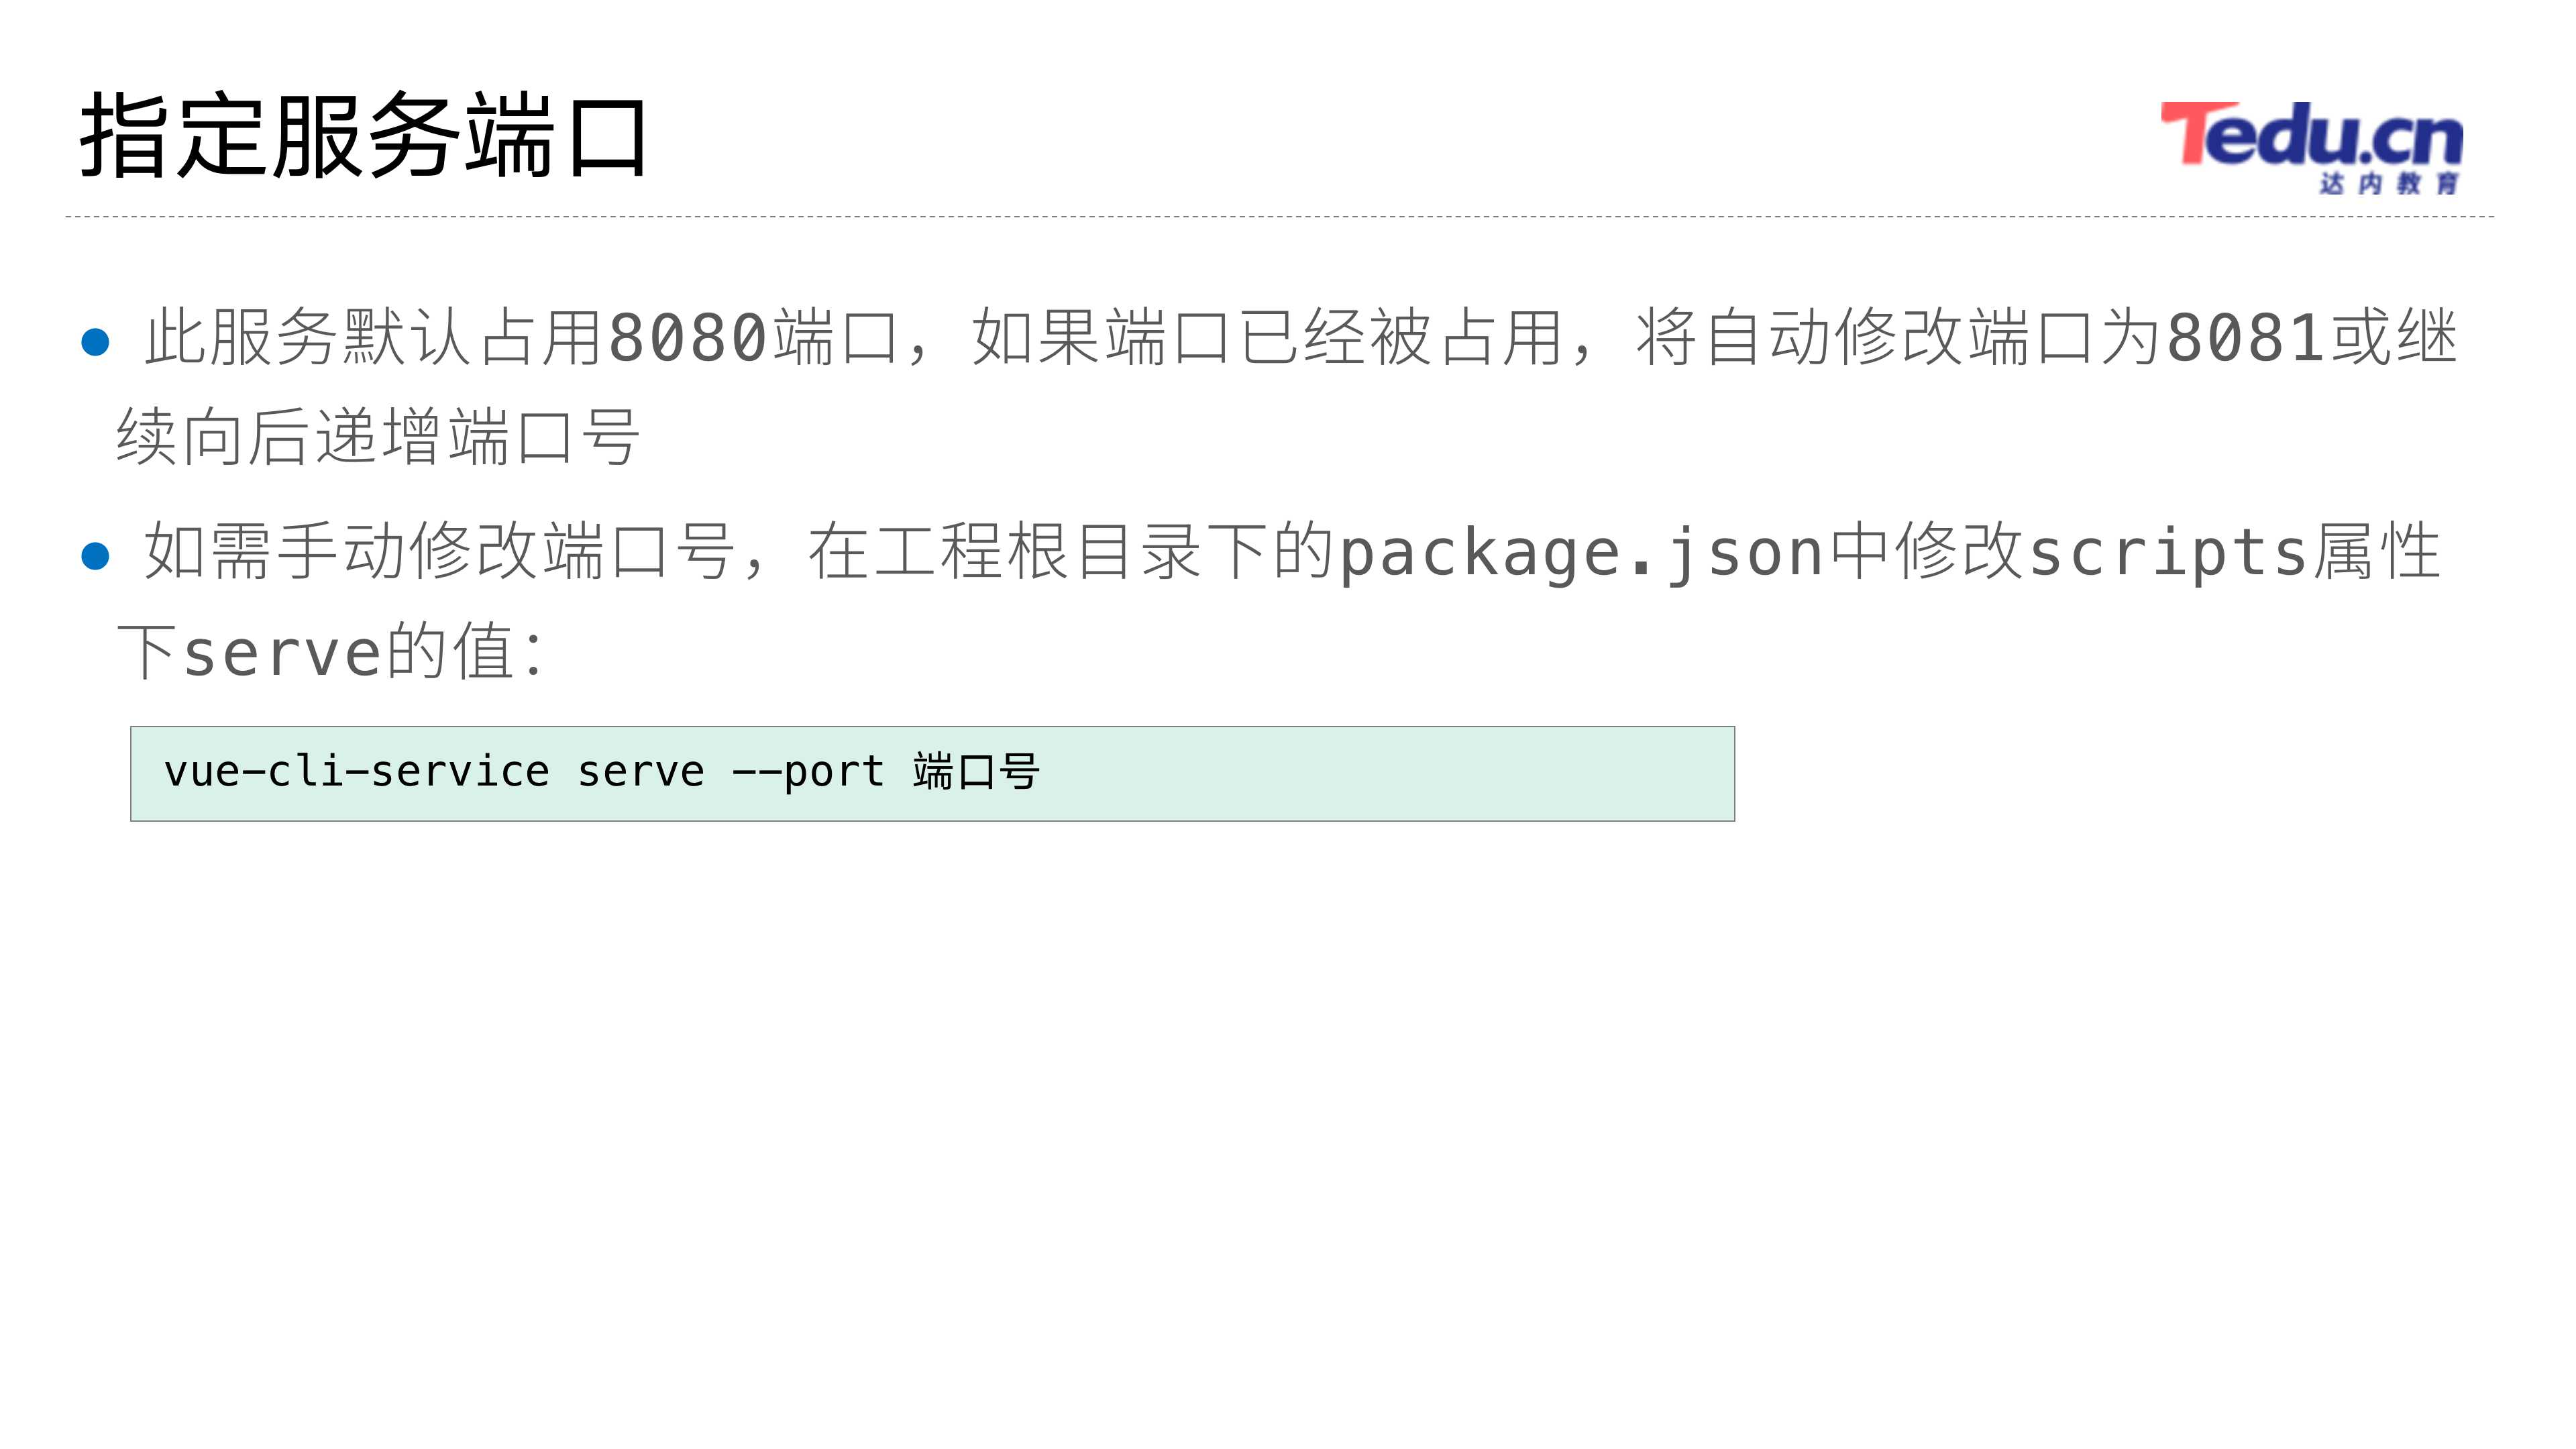 指定服务端口
Tedu.cn
达内教育
● 此服务默认占用8080端口，如果端口已经被占用，将自动修改端口为8081或继
续向后递增端口号
● 如需手动修改端口号，在工程根目录下的package.json中修改scripts属性
下serve的值：
vue-cli-service serve --port 端口号